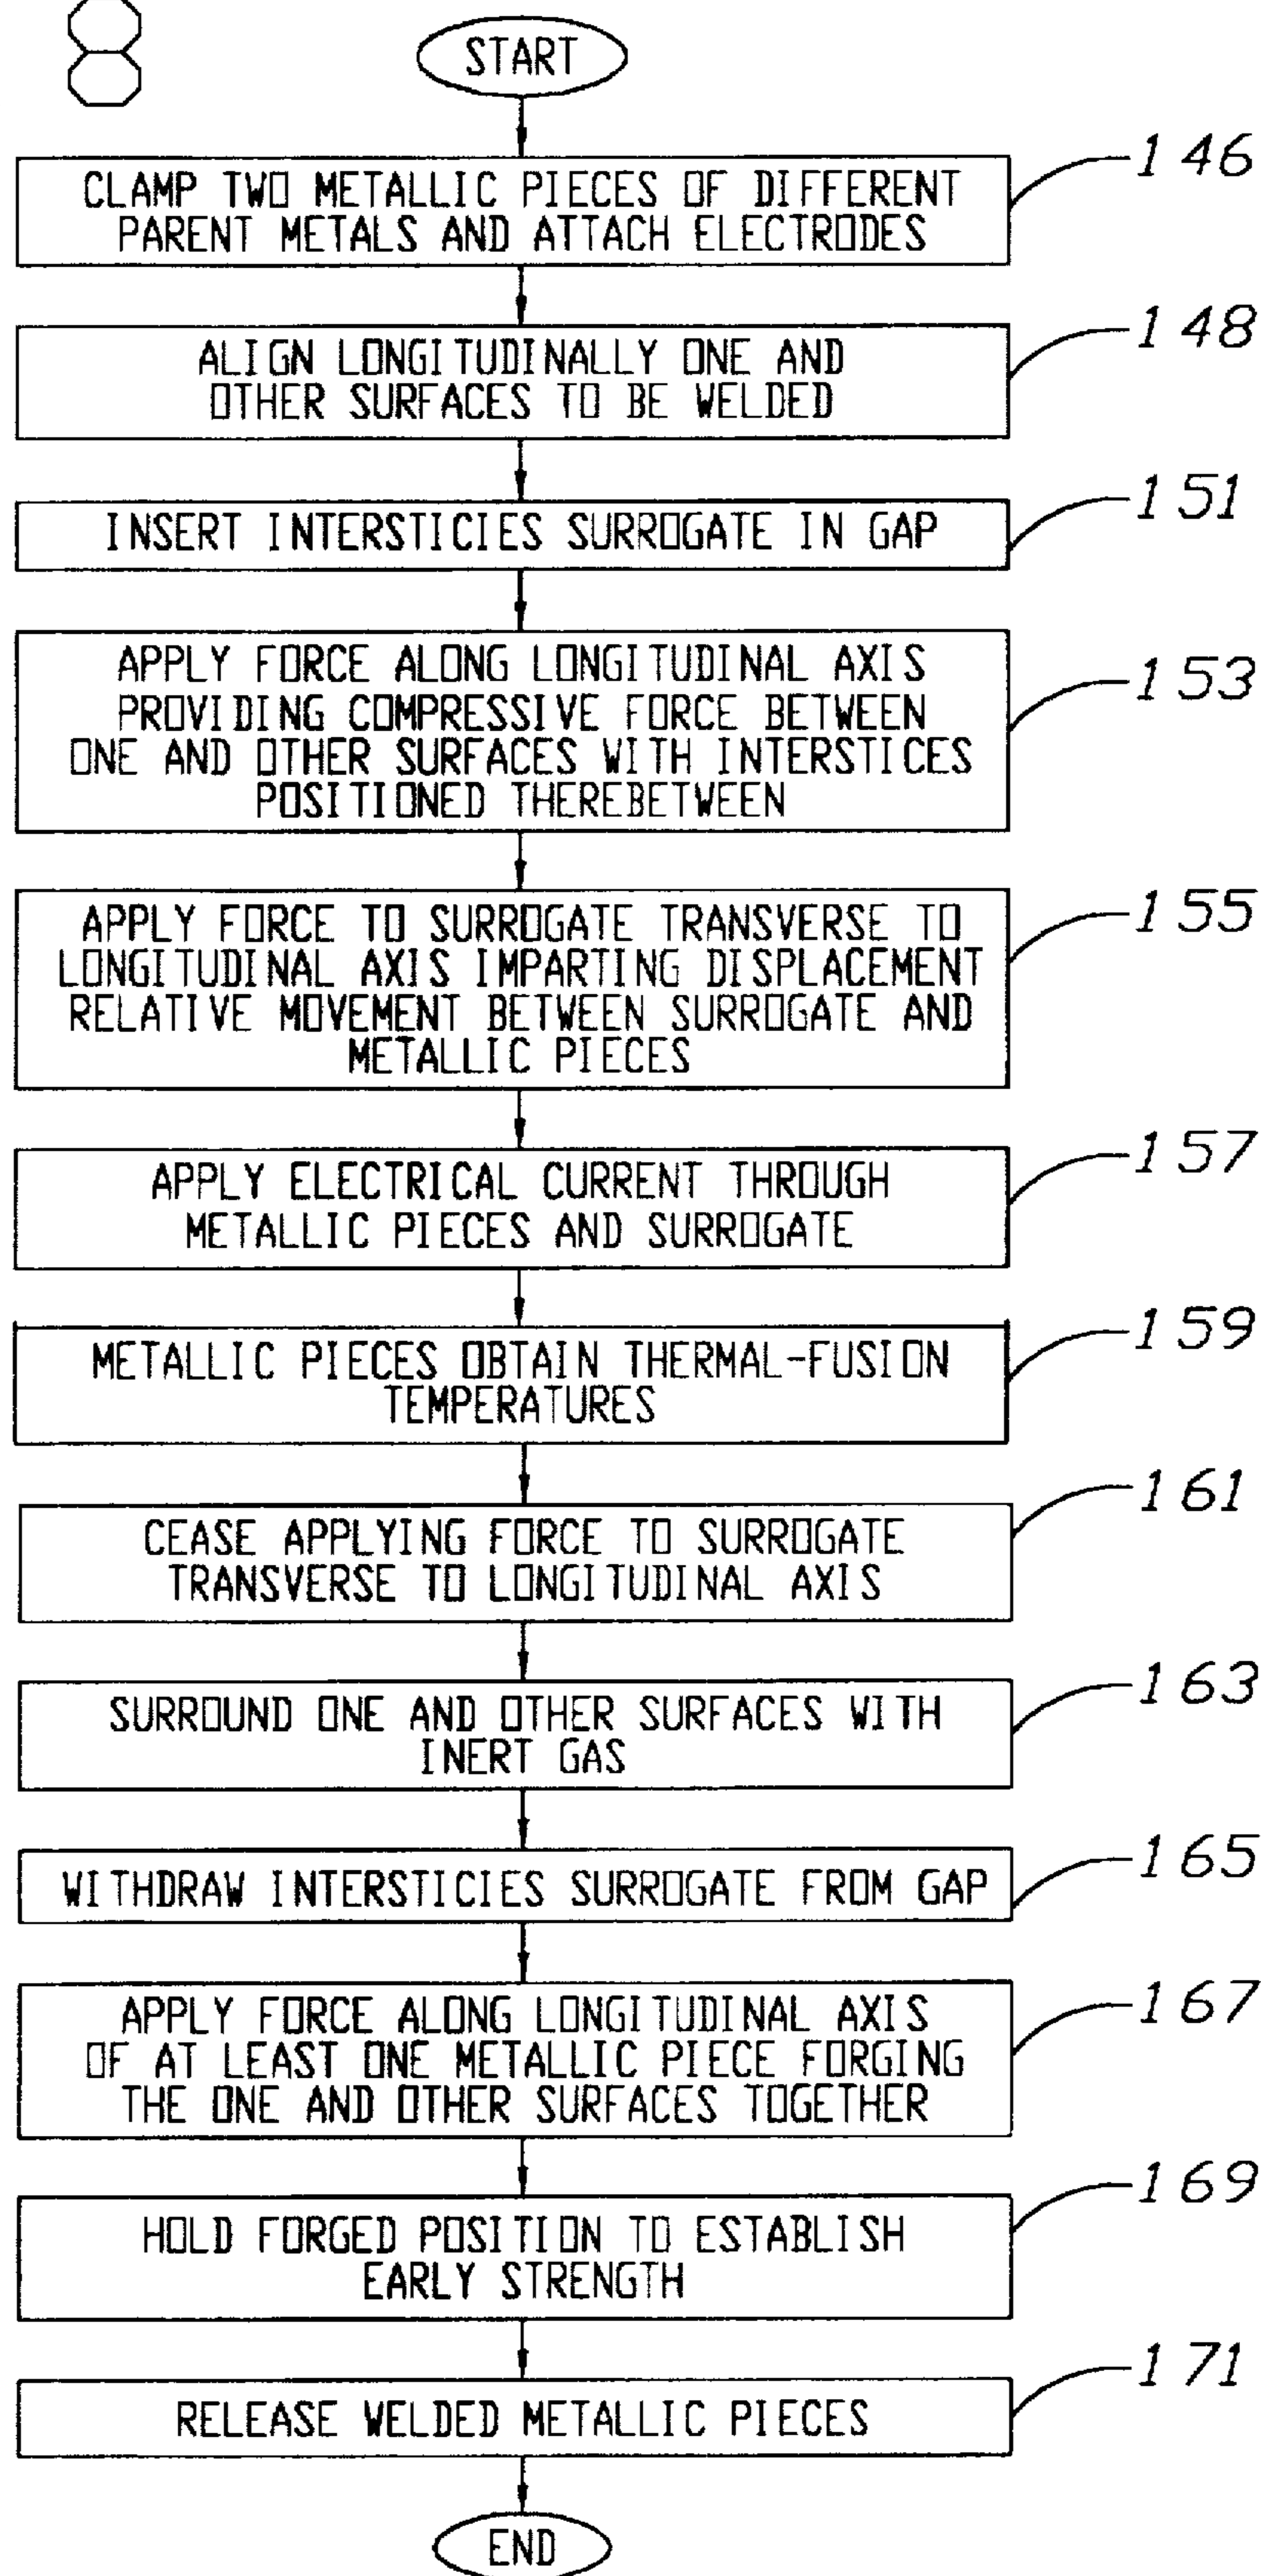 8
START
146
CLAMP TWO METALLIC PIECES OF DIFFERENT
PARENT METALS AND ATTACH ELECTRODES
148
ALIGN LONGITUDINALLY ONE AND
OTHER SURFACES TO BE WELDED
151
INSERT INTERSTICIES SURROGATE IN GAP
153
APPLY FORCE ALONG LONGITUDINAL AXIS
PROVIDING COMPRESSIVE FORCE BETWEEN
ONE AND OTHER SURFACES WITH INTERSTICES
POSITIONED THEREBETWEEN
155
APPLY FORCE TO SURROGATE TRANSVERSE TO
LONGITUDINAL AXIS IMPARTING DISPLACEMENT
RELATIVE MOVEMENT BETWEEN SURROGATE AND
METALLIC PIECES
157
APPLY ELECTRICAL CURRENT THROUGH
METALLIC PIECES AND SURROGATE
159
METALLIC PIECES OBTAIN THERMAL-FUSION
TEMPERATURES
161
CEASE APPLYING FORCE TO SURROGATE
TRANSVERSE TO LONGITUDINAL AXIS
163
SURROUND ONE AND OTHER SURFACES WITH
INERT GAS
165
WITHDRAW INTERSTICIES SURROGATE FROM GAP
167
APPLY FORCE ALONG LONGITUDINAL AXIS
OF AT LEAST ONE METALLIC PIECE FORGING
THE ONE AND OTHER SURFACES TOGETHER
169
HOLD FORGED POSITION TO ESTABLISH
EARLY STRENGTH
171
RELEASE WELDED METALLIC PIECES
END